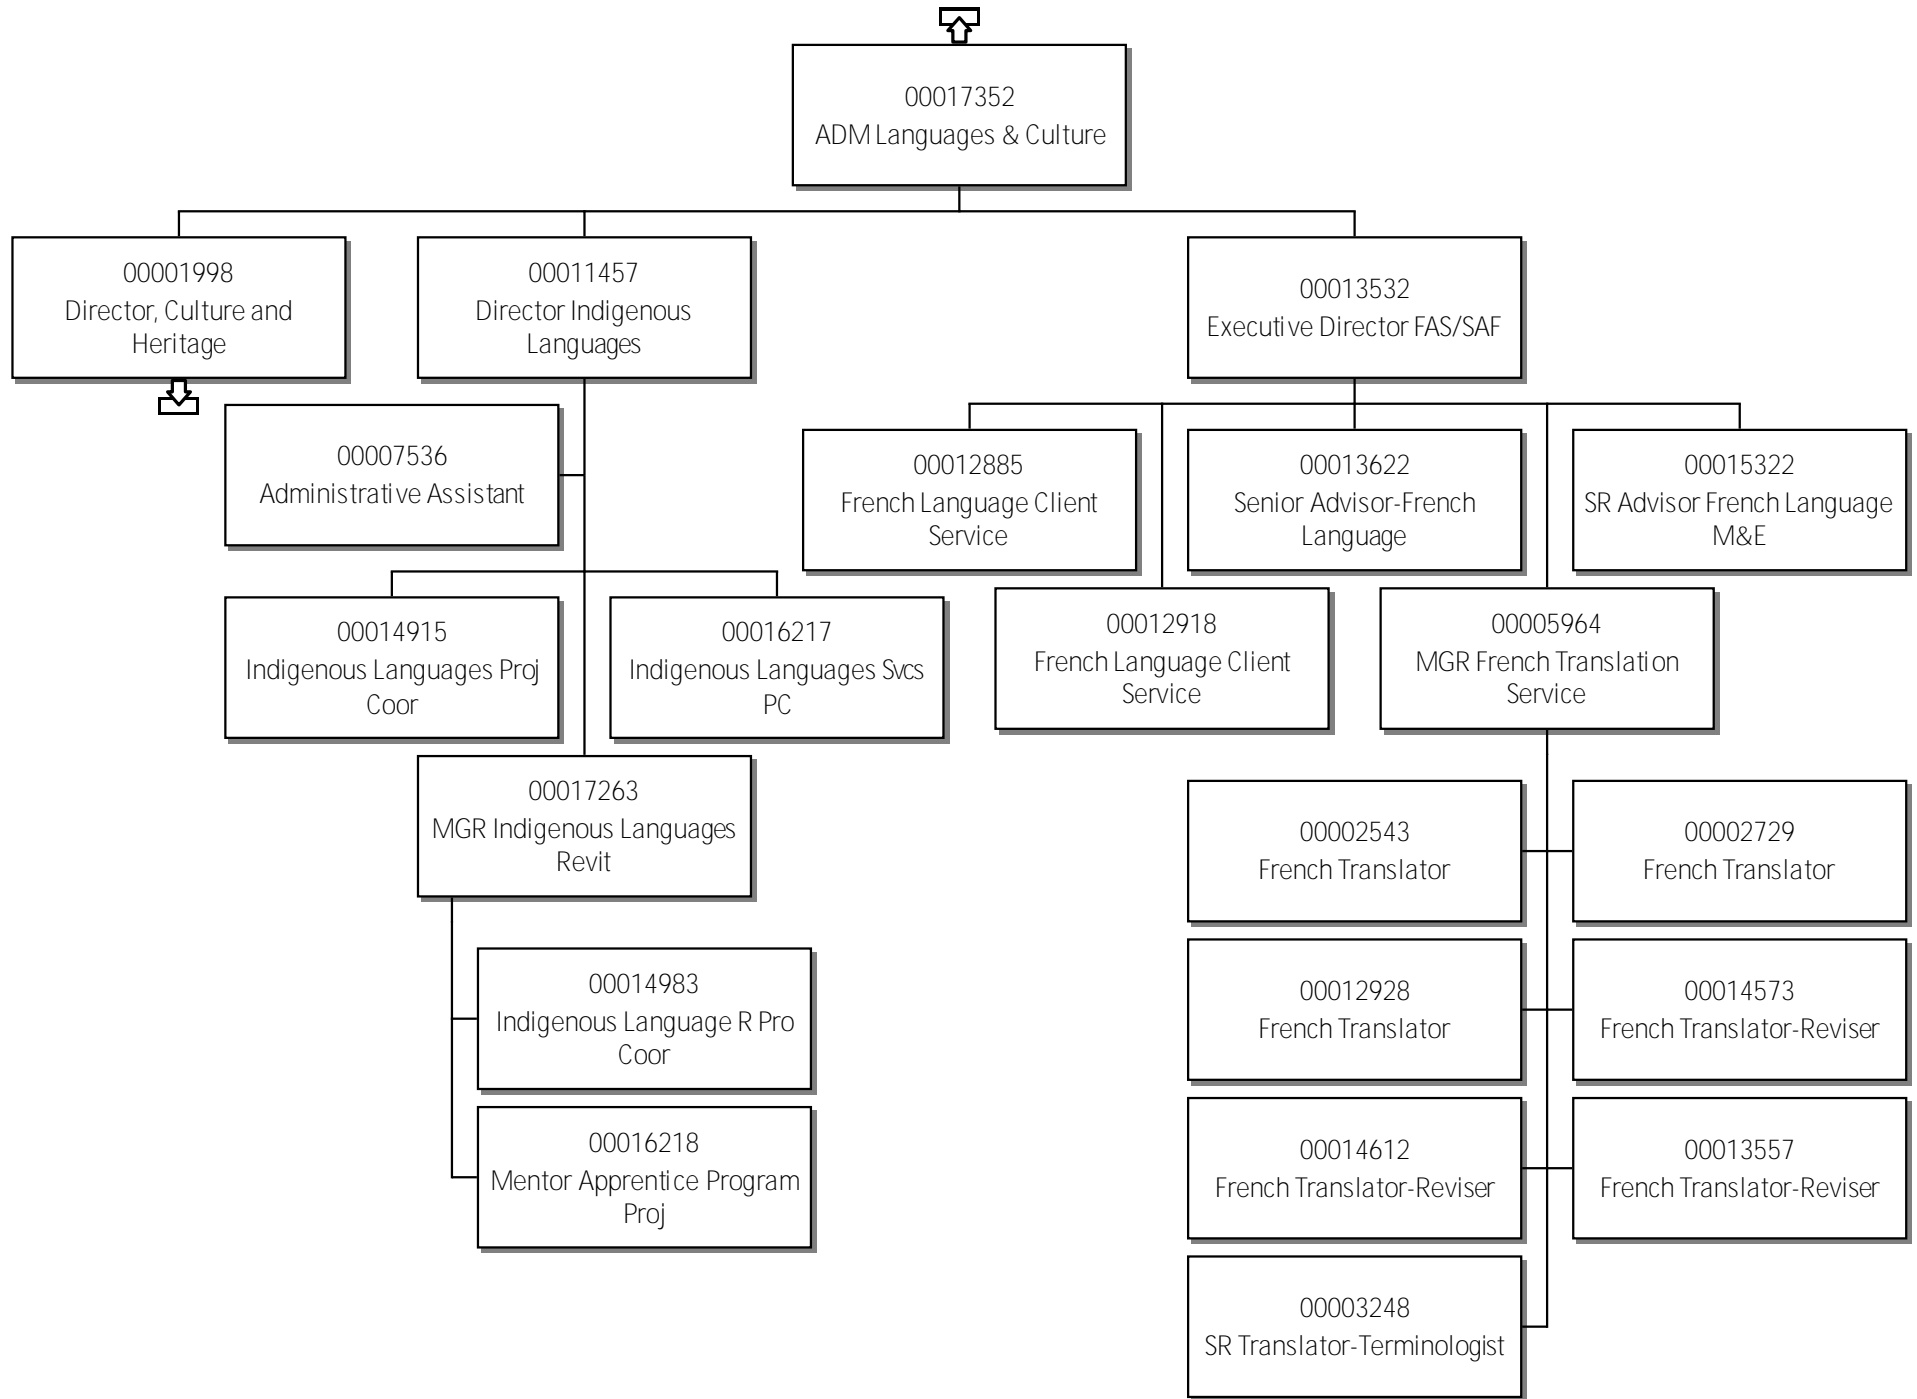 00017352
ADM Languages & Culture
00001998
Director, Culture and
Heritage
00011457
Director Indigenous
Languages
00013532
Executive Director FAS/SAF
00007536
Administrative Assistant
00012885
French Language Client
Service
00013622
Senior Advisor-French
Language
00015322
SR Advisor French Language
M&E
00014915
Indigenous Languages Proj
Coor
00016217
Indigenous Languages Svcs
PC
00012918
French Language Client
Service
00005964
MGR French Translation
Service
00017263
MGR Indigenous Languages
Revit
00002543
French Translator
00002729
French Translator
00014983
Indigenous Language R Pro
Coor
00012928
French Translator
00014573
French Translator-Reviser
00016218
Mentor Apprentice Program
Proj
00014612
French Translator-Reviser
00013557
French Translator-Reviser
00003248
SR Translator-Terminologist